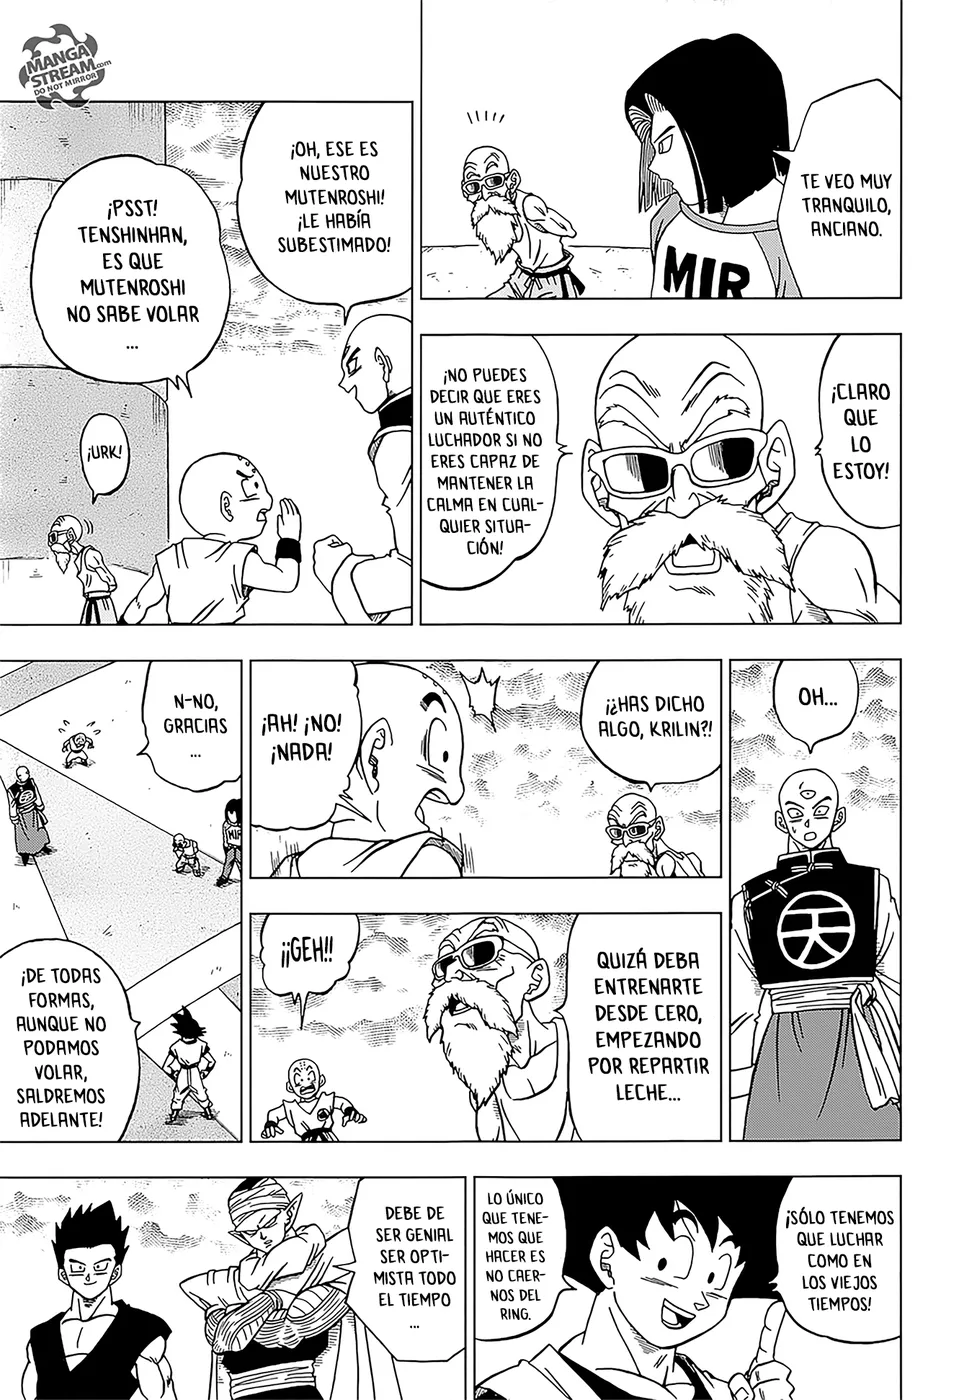 MANGA
STREAM.com
DO NOT MIRROR
TE VEO MUY
TRANQUILO,
ANCIANO.
MIR
¡CLARO
QUE
LO
ESTOY!
¡NO PUEDES
DECIR QUE ERES
UN AUTÉNTICO
LUCHADOR SI NO
ERES CAPAZ DE
MANTENER LA
CALMA EN CUAL-
QUIER SITUA-
CIÓN!
¡OH, ESE ES
NUESTRO
MUTENROSHI!
¡LE HABÍA
SUBESTIMADO!
¡PSST!
TENSHINHAN,
ES QUE
MUTENROSHI
NO SABE VOLAR
...
¡URK!
OH...
天
¡¿HAS DICHO
ALGO, KRILIN?!
¡AH! ¡NO!
¡NADA!
QUIZÁ DEBA
ENTRENARTE
DESDE CERO,
EMPEZANDO
POR REPARTIR
LECHE...
¡¡GEH!!
N-NO,
GRACIAS
...
MIR
¡DE TODAS
FORMAS,
AUNQUE NO
PODAMOS
VOLAR,
SALDREMOS
ADELANTE!
¡SÓLO TENEMOS
QUE LUCHAR
COMO EN
LOS VIEJOS
TIEMPOS!
LO ÚNICO
QUE TENE-
MOS QUE
HACER ES
NO CAER-
NOS DEL
RING.
DEBE DE
SER GENIAL
SER OPTI-
MISTA TODO
EL TIEMPO
...